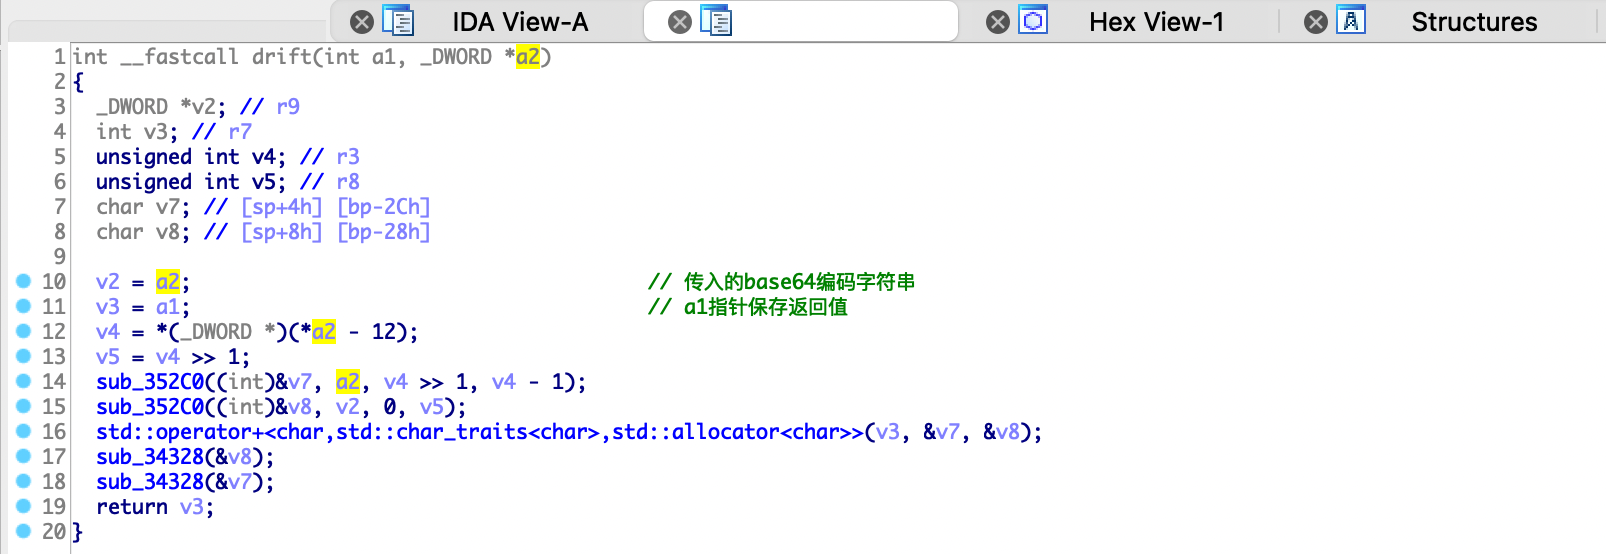 IDA View-A Hex View-1 Structures
1 int __fastcall drift(int a1, _DWORD *a2)
2 {
3 _DWORD *v2; // r9
4 int v3; // r7
5 unsigned int v4; // r3
6 unsigned int v5; // r8
7 char v7; // [sp+4h] [bp-2Ch]
8 char v8; // [sp+8h] [bp-28h]
9
10 v2 = a2; // 传入的base64编码字符串
11 v3 = a1; // a1指针保存返回值
12 v4 = *(_DWORD *)(*a2 - 12);
13 v5 = v4 >> 1;
14 sub_352C0((int)&v7, a2, v4 >> 1, v4 - 1);
15 sub_352C0((int)&v8, v2, 0, v5);
16 std::operator+<char,std::char_traits<char>,std::allocator<char>>(v3, &v7, &v8);
17 sub_34328(&v8);
18 sub_34328(&v7);
19 return v3;
20 }